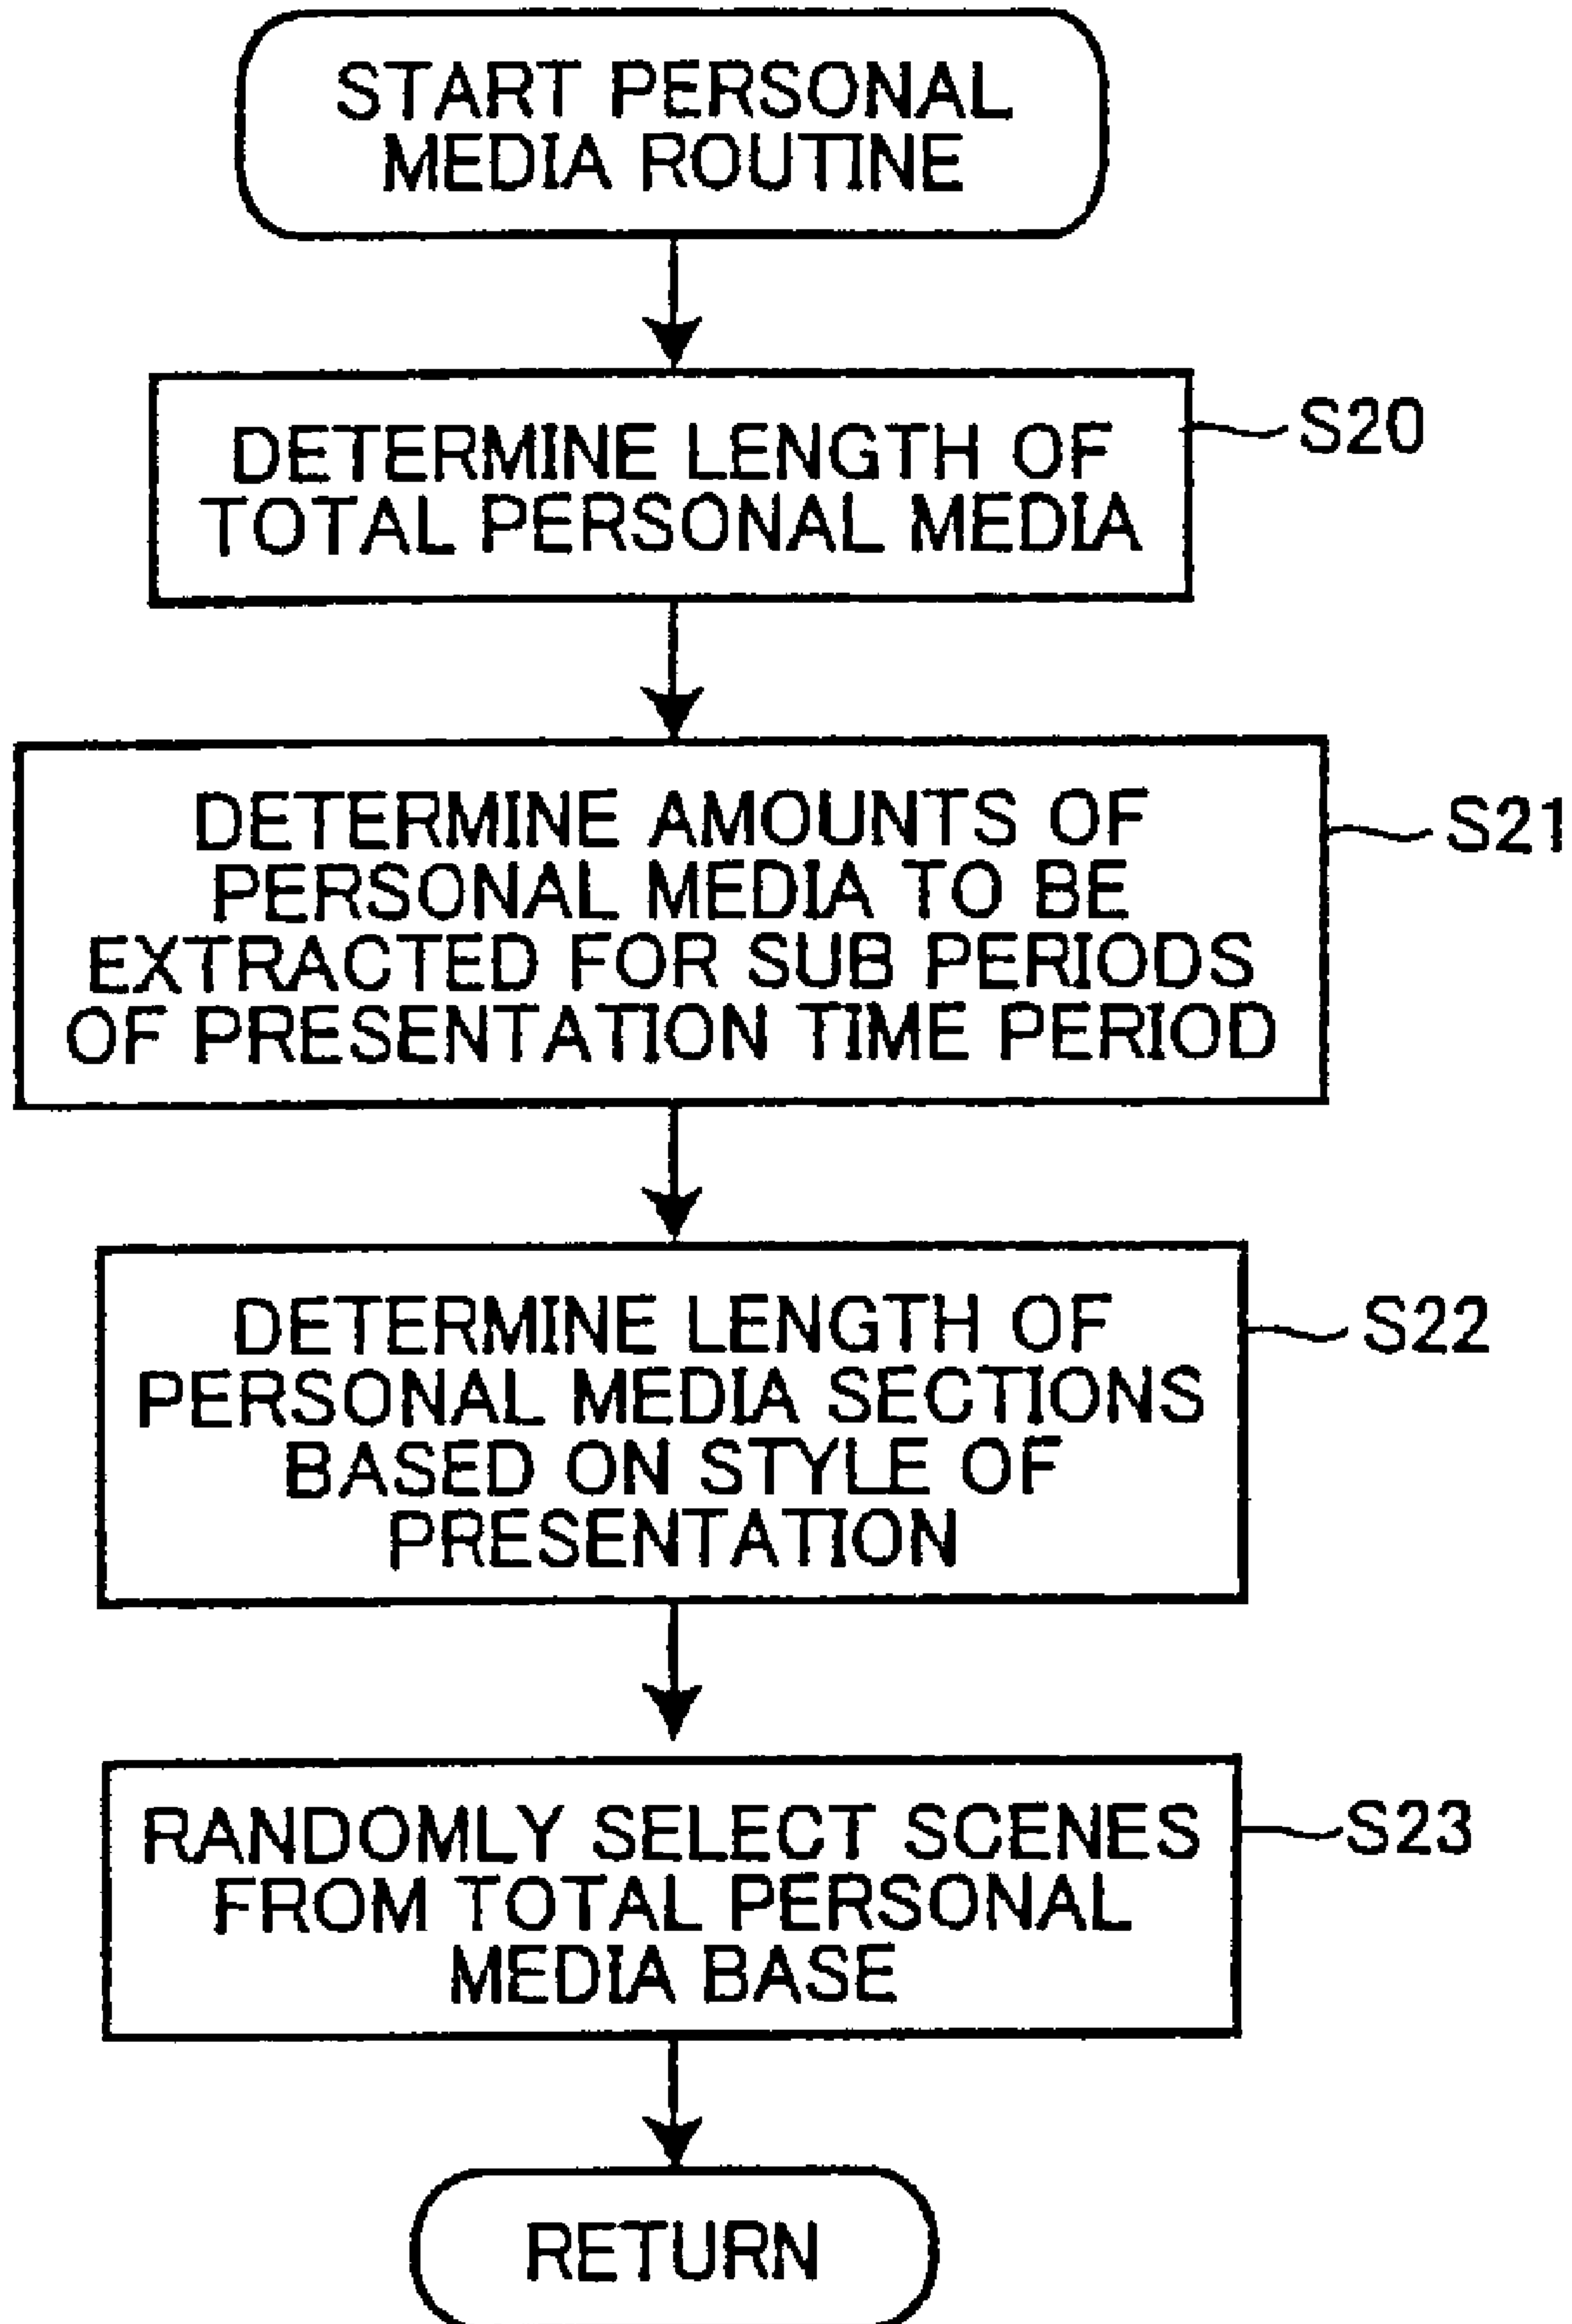 START PERSONAL
MEDIA ROUTINE
DETERMINE LENGTH OF
TOTAL PERSONAL MEDIA
S20
DETERMINE AMOUNTS OF
PERSONAL MEDIA TO BE
EXTRACTED FOR SUB PERIODS
OF PRESENTATION TIME PERIOD
S21
DETERMINE LENGTH OF
PERSONAL MEDIA SECTIONS
BASED ON STYLE OF
PRESENTATION
S22
RANDOMLY SELECT SCENES
FROM TOTAL PERSONAL
MEDIA BASE
S23
RETURN